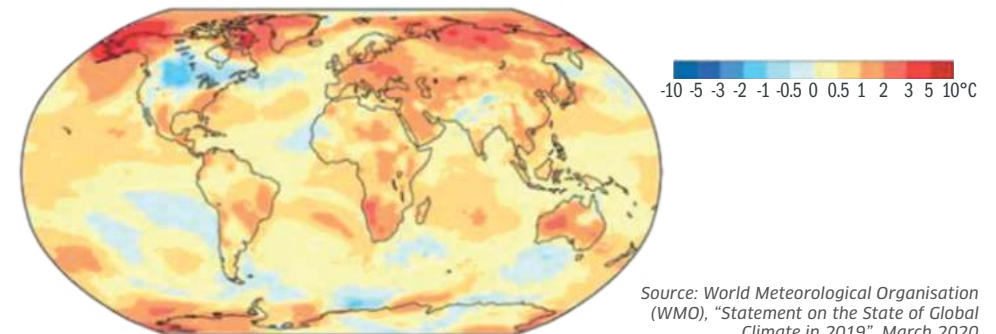 -10 -5 -3 -2 -1 -0.5 0 0.5 1 2 3 5 10°C
Source: World Meteorological Organisation
(WMO), “Statement on the State of Global
Climate in 2019”, March 2020